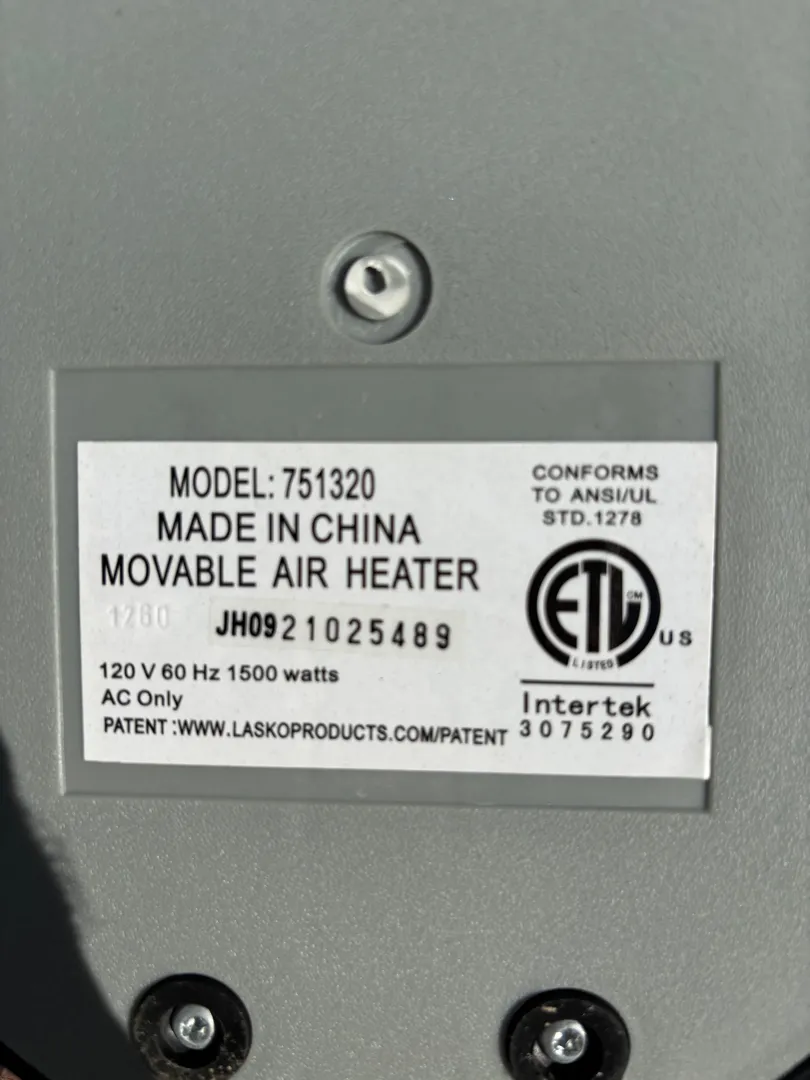 MODEL: 751320
MADE IN CHINA
MOVABLE AIR HEATER
1260 JH0921025489
120 V 60 Hz 1500 watts
AC Only
PATENT :WWW.LASKOPRODUCTS.COM/PATENT
CONFORMS
TO ANSI/UL
STD.1278
ETL CM
LISTED
US
Intertek
3075290